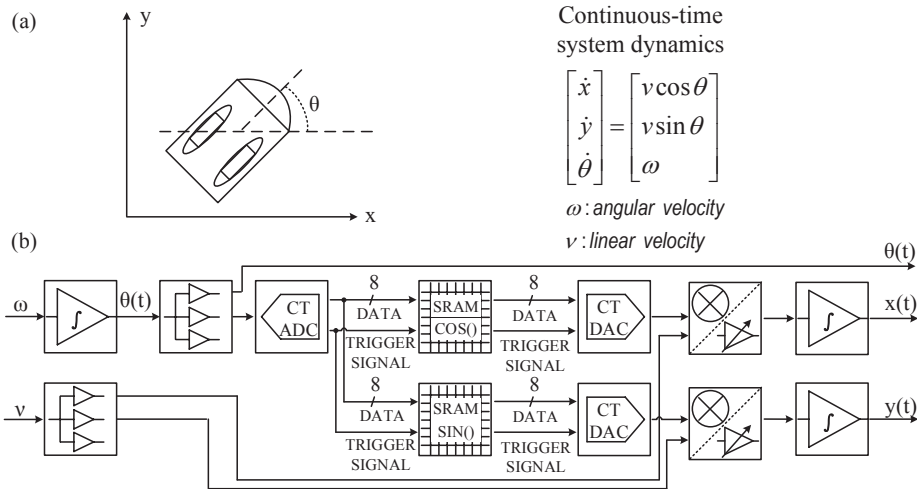 (a)
y
θ
x
Continuous-time
system dynamics
[ẋ ẏ θ̇] = [v cos θ v sin θ ω]
ω : angular velocity
ν : linear velocity
(b)
θ(t)
ω
∫
θ(t)
CT
ADC
8
DATA
TRIGGER
SIGNAL
SRAM
COS()
8
DATA
TRIGGER
SIGNAL
CT
DAC
∫
x(t)
ν
8
DATA
TRIGGER
SIGNAL
SRAM
SIN()
8
DATA
TRIGGER
SIGNAL
CT
DAC
∫
y(t)